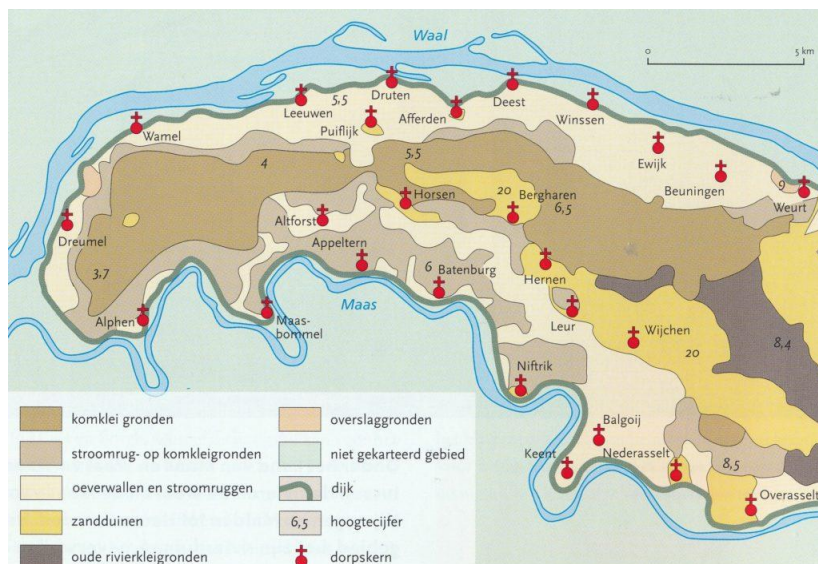 Waal
0
5 km
Druten
Deest
Leeuwen
5,5
Afferden
Winssen
Wamel
Puiflijk
Ewijk
4
5,5
Beuningen
9
Weurt
20
Horsen
Bergharen
6,5
Altforst
Dreumel
Appeltern
6
Batenburg
Hernen
3,7
Maas
Leur
Alphen
Maas-
bommel
Wijchen
8,4
20
Niftrik
Balgoij
Keent
Nederasselt
8,5
Overasselt
komklei gronden
stroomrug- op komkleigronden
oeverwallen en stroomruggen
zandduinen
oude rivierkleigronden
overslaggronden
niet gekarteerd gebied
dijk
6,5
hoogtecijfer
dorpskern